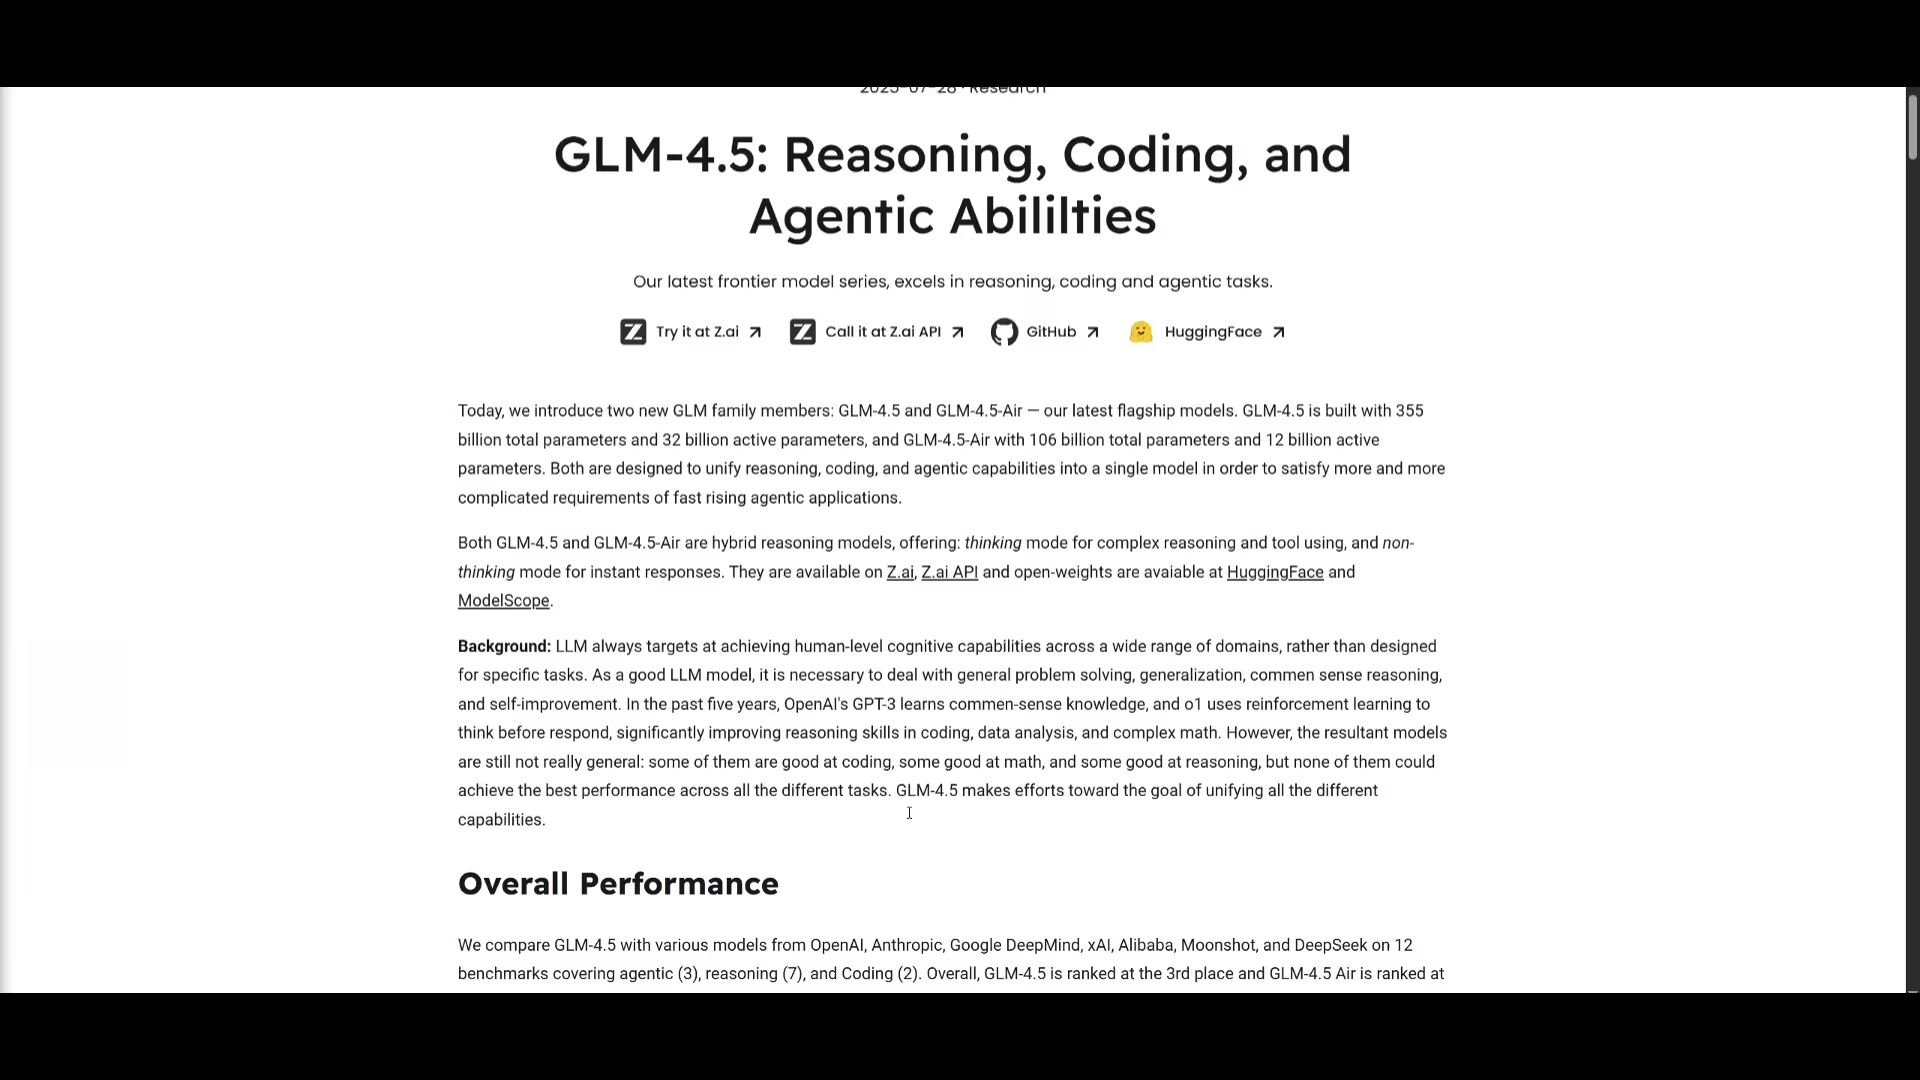 2025-07-28 · Research
GLM-4.5: Reasoning, Coding, and
Agentic Abililties
Our latest frontier model series, excels in reasoning, coding and agentic tasks.
Try it at Z.ai Call it at Z.ai API GitHub HuggingFace
Today, we introduce two new GLM family members: GLM-4.5 and GLM-4.5-Air — our latest flagship models. GLM-4.5 is built with 355
billion total parameters and 32 billion active parameters, and GLM-4.5-Air with 106 billion total parameters and 12 billion active
parameters. Both are designed to unify reasoning, coding, and agentic capabilities into a single model in order to satisfy more and more
complicated requirements of fast rising agentic applications.
Both GLM-4.5 and GLM-4.5-Air are hybrid reasoning models, offering: thinking mode for complex reasoning and tool using, and non-
thinking mode for instant responses. They are available on Z.ai, Z.ai API and open-weights are avaiable at HuggingFace and
ModelScope.
Background: LLM always targets at achieving human-level cognitive capabilities across a wide range of domains, rather than designed
for specific tasks. As a good LLM model, it is necessary to deal with general problem solving, generalization, commen sense reasoning,
and self-improvement. In the past five years, OpenAI's GPT-3 learns commen-sense knowledge, and o1 uses reinforcement learning to
think before respond, significantly improving reasoning skills in coding, data analysis, and complex math. However, the resultant models
are still not really general: some of them are good at coding, some good at math, and some good at reasoning, but none of them could
achieve the best performance across all the different tasks. GLM-4.5 makes efforts toward the goal of unifying all the different
capabilities.
Overall Performance
We compare GLM-4.5 with various models from OpenAI, Anthropic, Google DeepMind, xAI, Alibaba, Moonshot, and DeepSeek on 12
benchmarks covering agentic (3), reasoning (7), and Coding (2). Overall, GLM-4.5 is ranked at the 3rd place and GLM-4.5 Air is ranked at